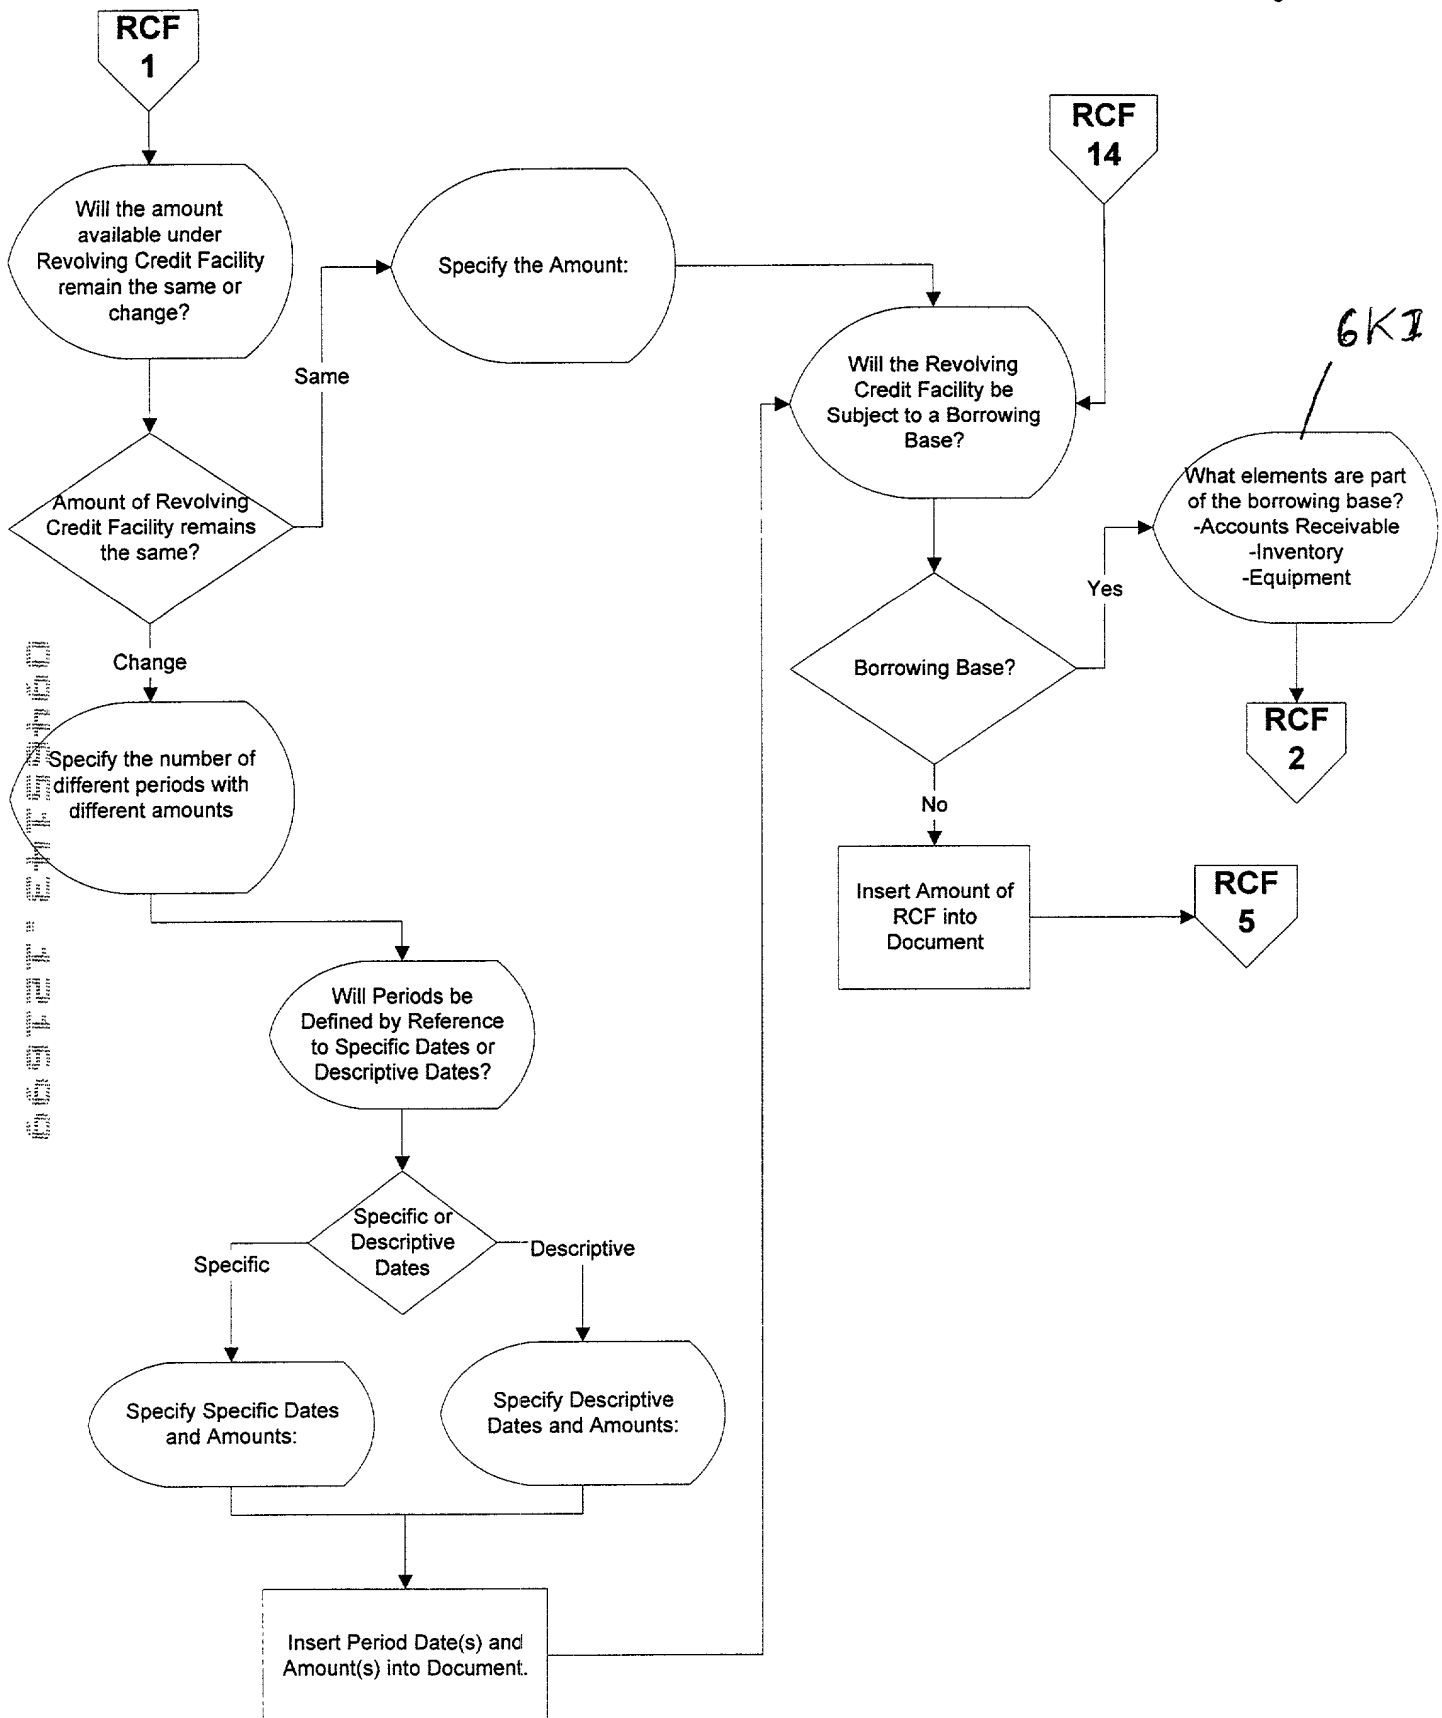 RCF
1
Will the amount
available under
Revolving Credit Facility
remain the same or
change?
Amount of Revolving
Credit Facility remains
the same?
Same
Change
Specify the Amount:
Specify the number of
different periods with
different amounts
Will Periods be
Defined by Reference
to Specific Dates or
Descriptive Dates?
Specific or
Descriptive
Dates
Specific
Descriptive
Specify Specific Dates
and Amounts:
Specify Descriptive
Dates and Amounts:
Insert Period Date(s) and
Amount(s) into Document.
RCF
14
Will the Revolving
Credit Facility be
Subject to a Borrowing
Base?
Borrowing Base?
Yes
No
6KI
What elements are part
of the borrowing base?
-Accounts Receivable
-Inventory
-Equipment
RCF
2
Insert Amount of
RCF into
Document
RCF
5